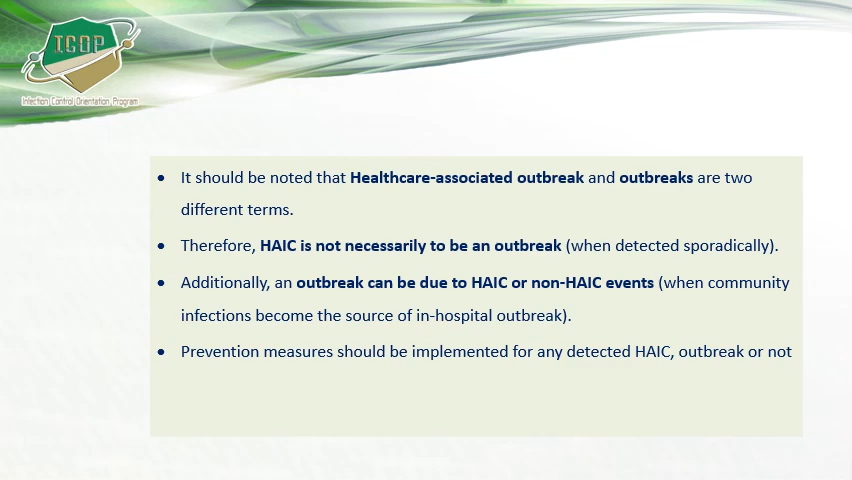 I.C.O.P
Infection Control Orientation Program
• It should be noted that Healthcare-associated outbreak and outbreaks are two
different terms.
• Therefore, HAIC is not necessarily to be an outbreak (when detected sporadically).
• Additionally, an outbreak can be due to HAIC or non-HAIC events (when community
infections become the source of in-hospital outbreak).
• Prevention measures should be implemented for any detected HAIC, outbreak or not